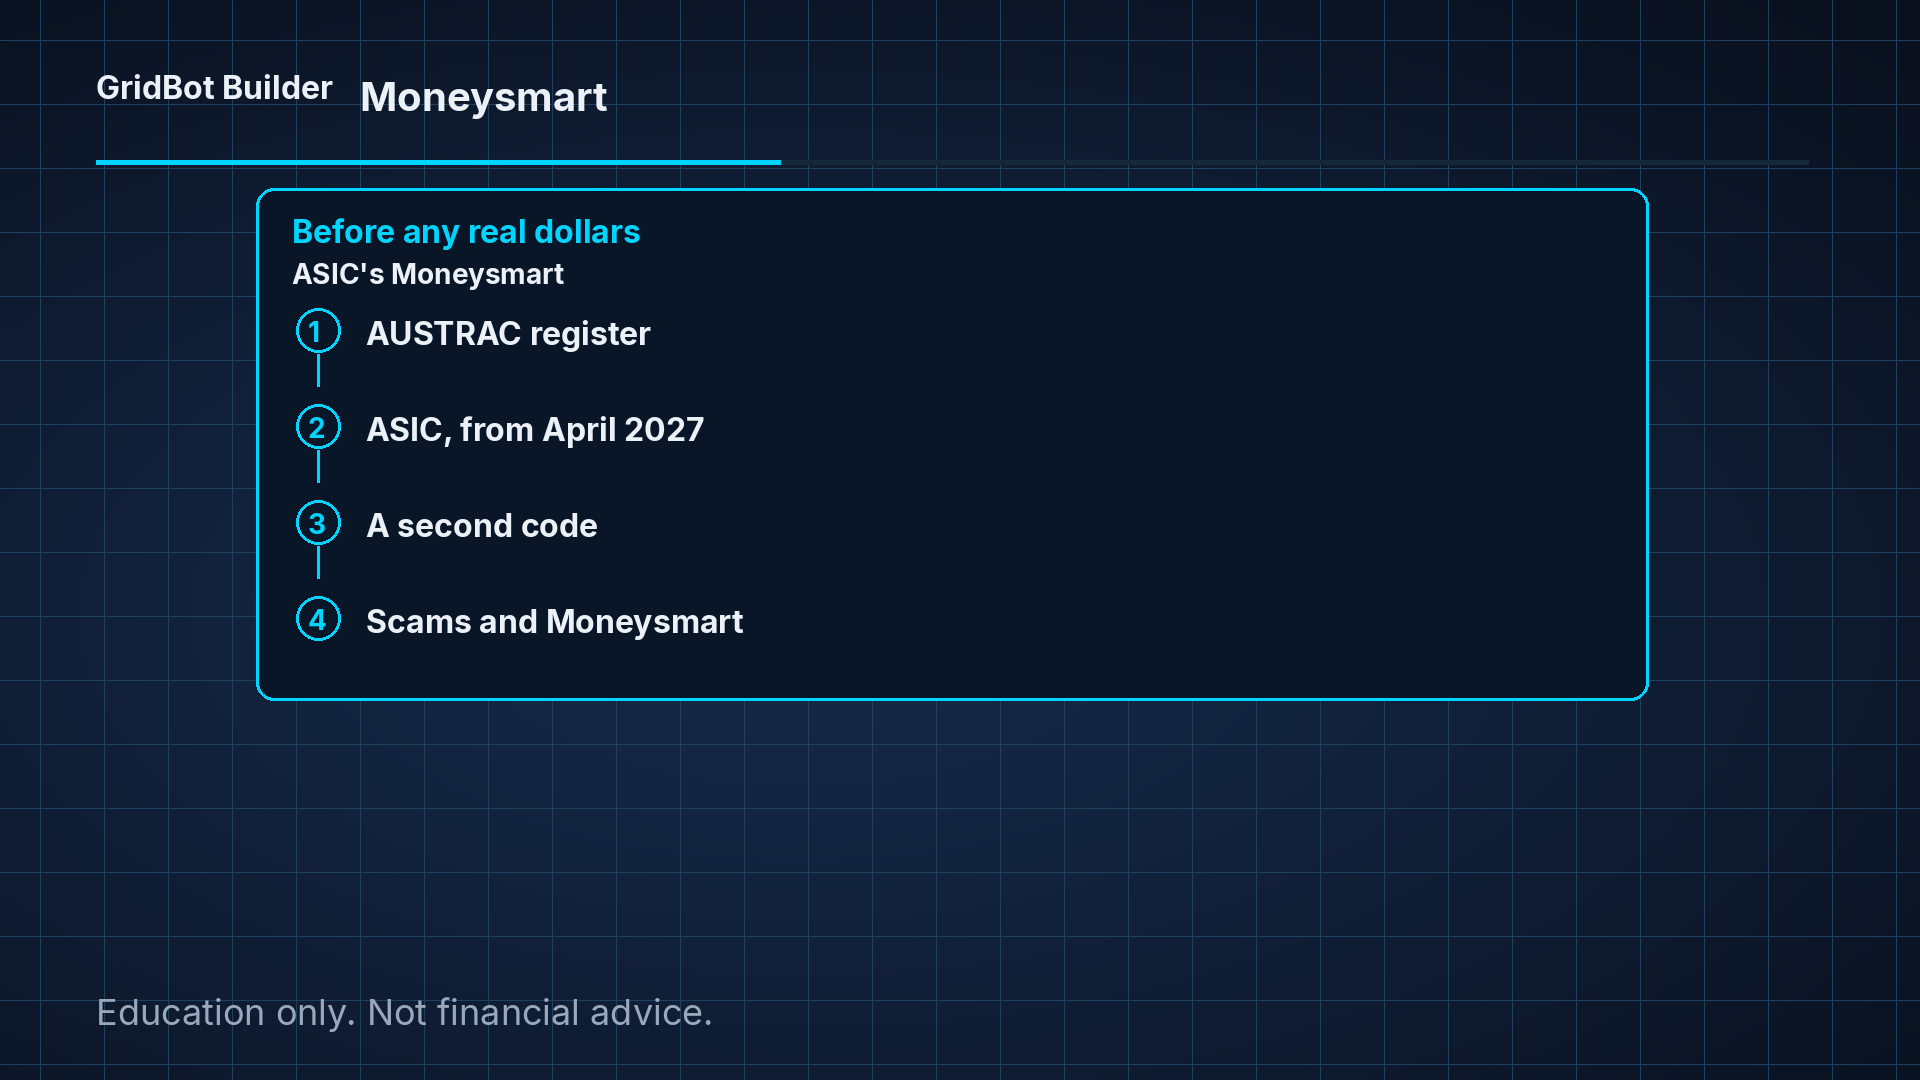 GridBot Builder
Moneysmart
Before any real dollars
ASIC's Moneysmart
1 AUSTRAC register
2 ASIC, from April 2027
3 A second code
4 Scams and Moneysmart
Education only. Not financial advice.